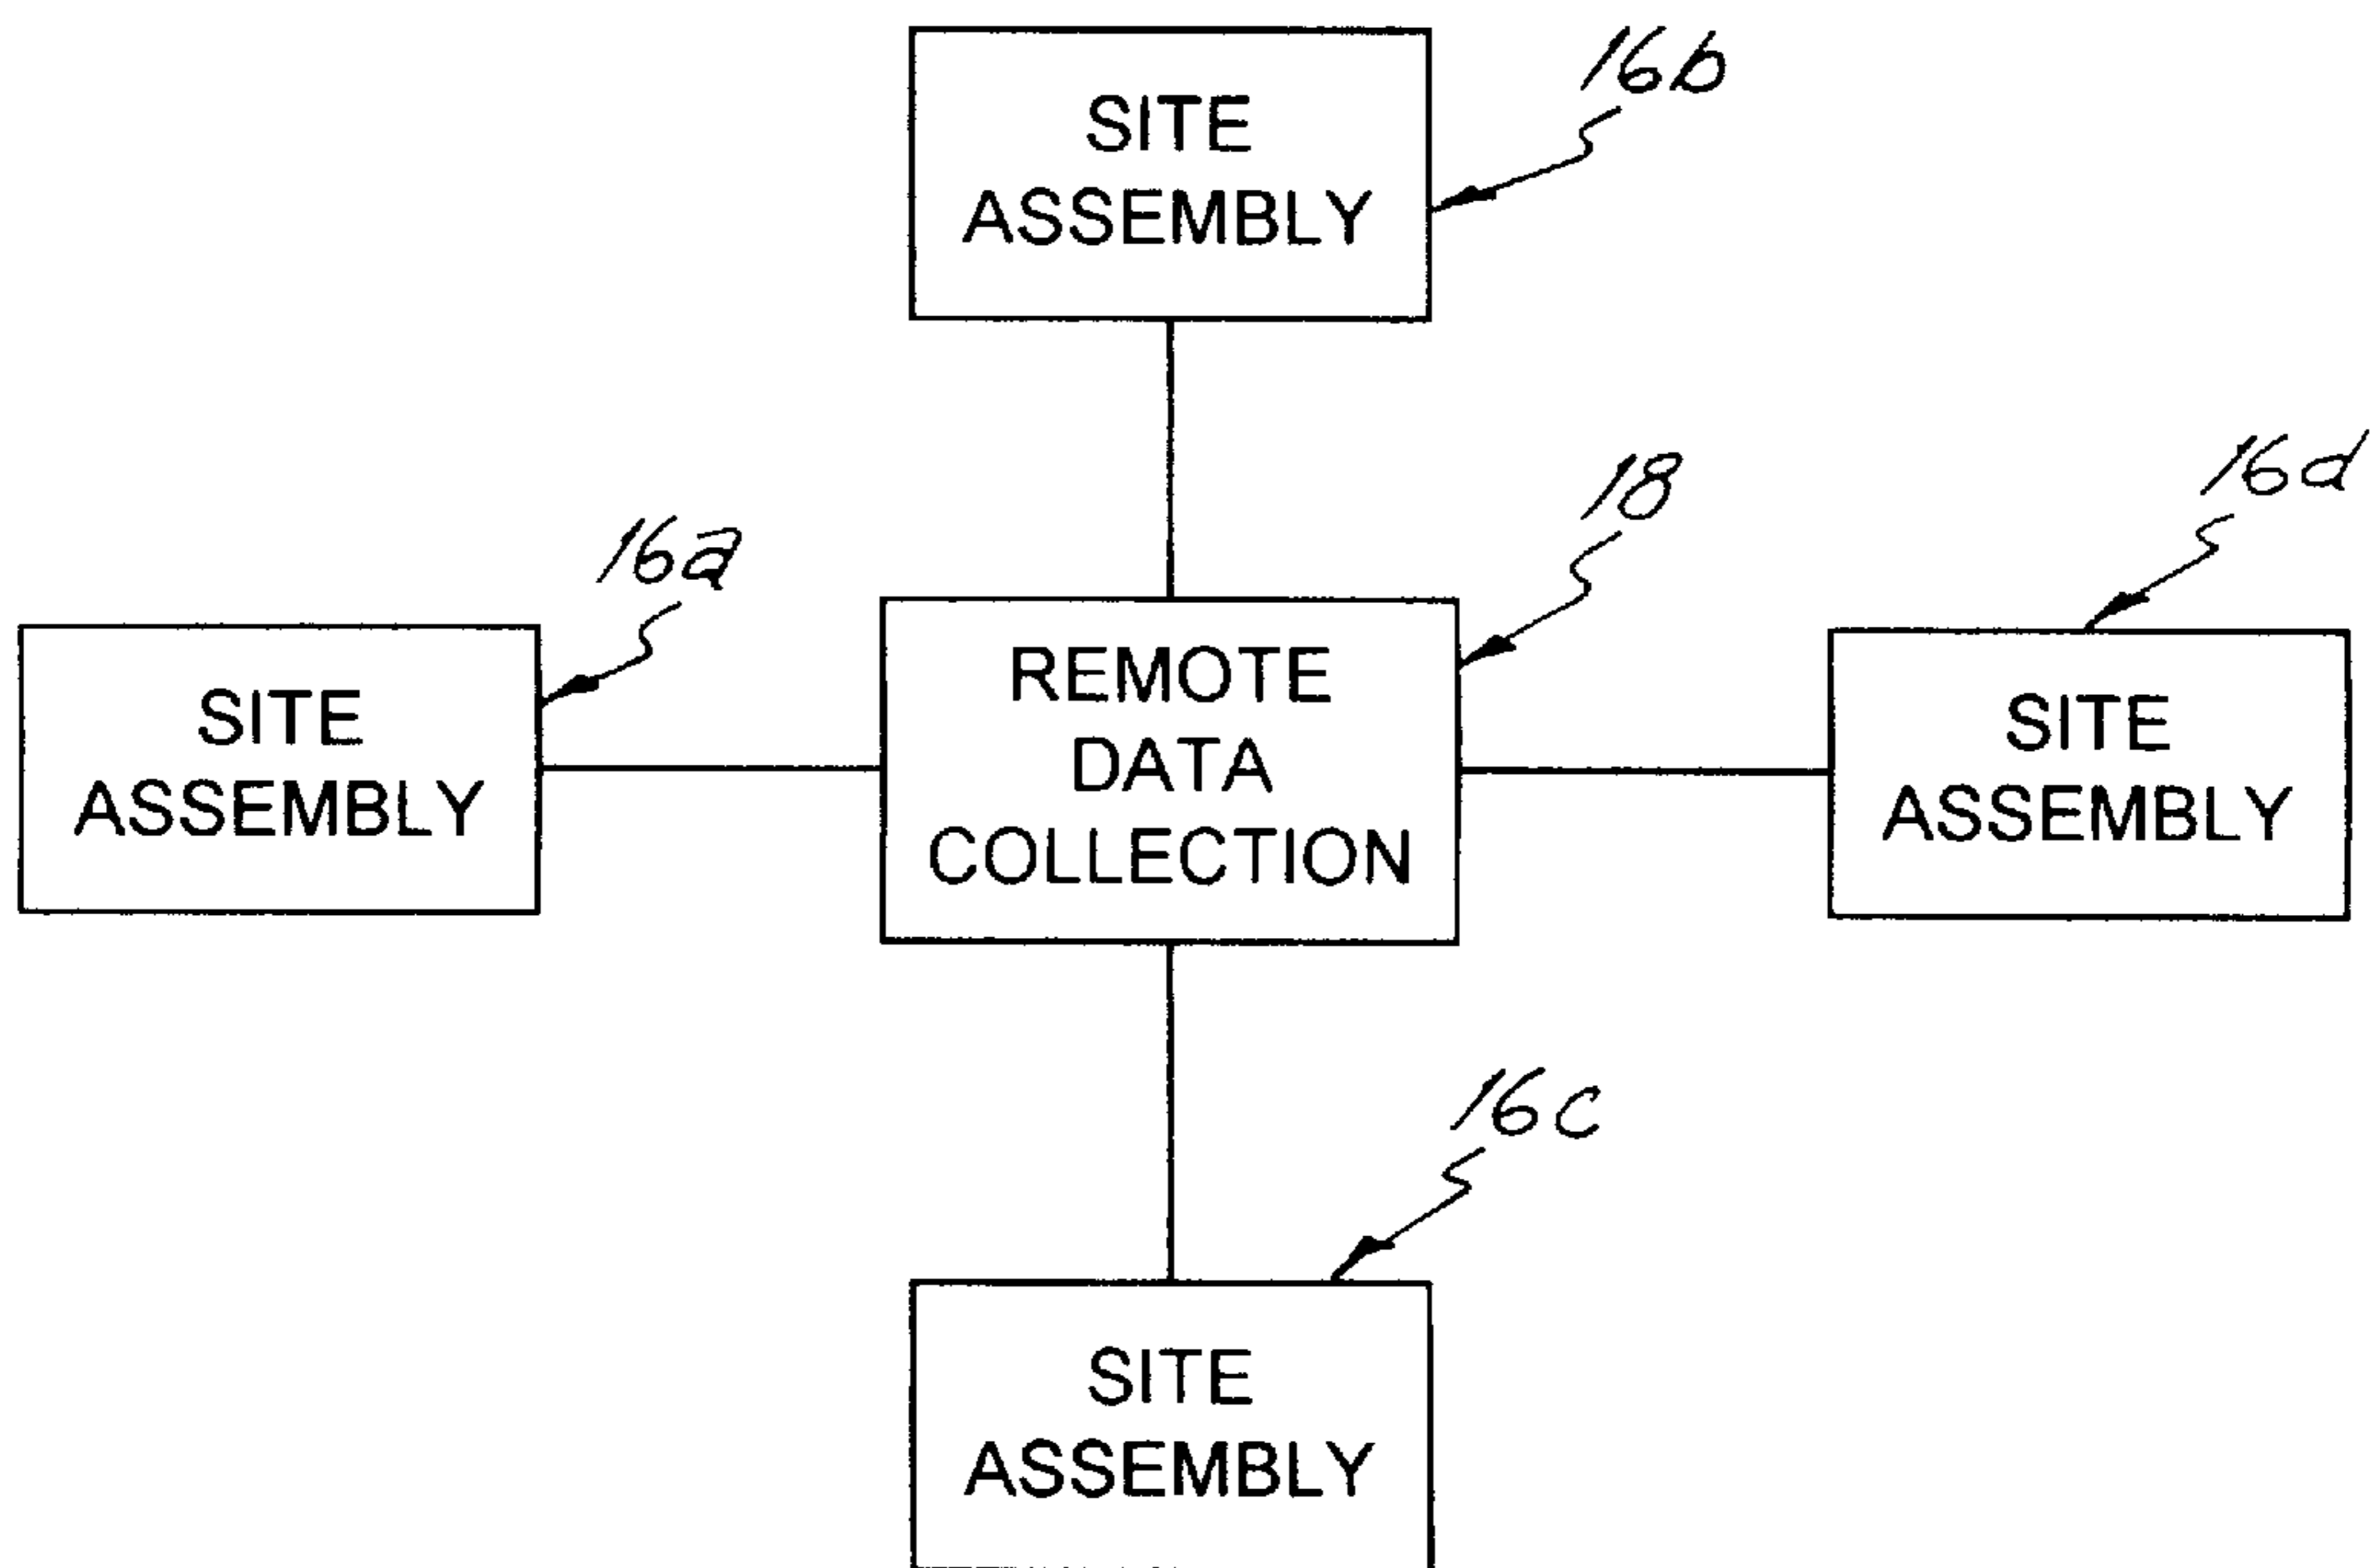 SITE
ASSEMBLY
16b
16a
SITE
ASSEMBLY
18
REMOTE
DATA
COLLECTION
16d
SITE
ASSEMBLY
16c
SITE
ASSEMBLY